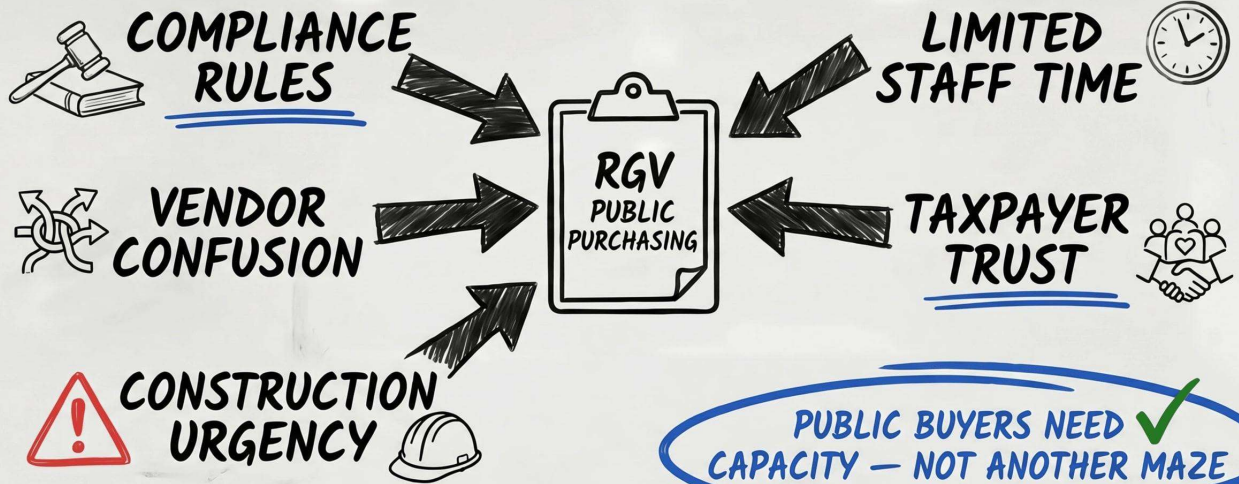 COMPLIANCE
RULES
VENDOR
CONFUSION
CONSTRUCTION
URGENCY
RGV
PUBLIC
PURCHASING
LIMITED
STAFF TIME
TAXPAYER
TRUST
PUBLIC BUYERS NEED
CAPACITY — NOT ANOTHER MAZE